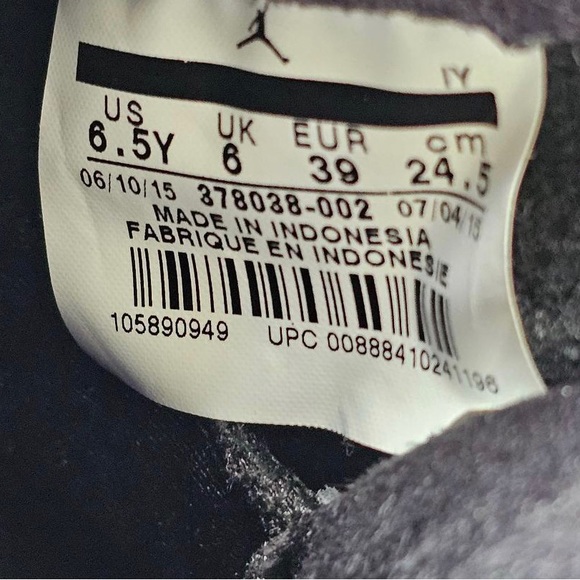 IY
US UK EUR cm
6.5Y 6 39 24.5
06/10/15 378038-002 07/04/15
MADE IN INDONESIA
FABRIQUE EN INDONESIE
105890949 UPC 00888410241196